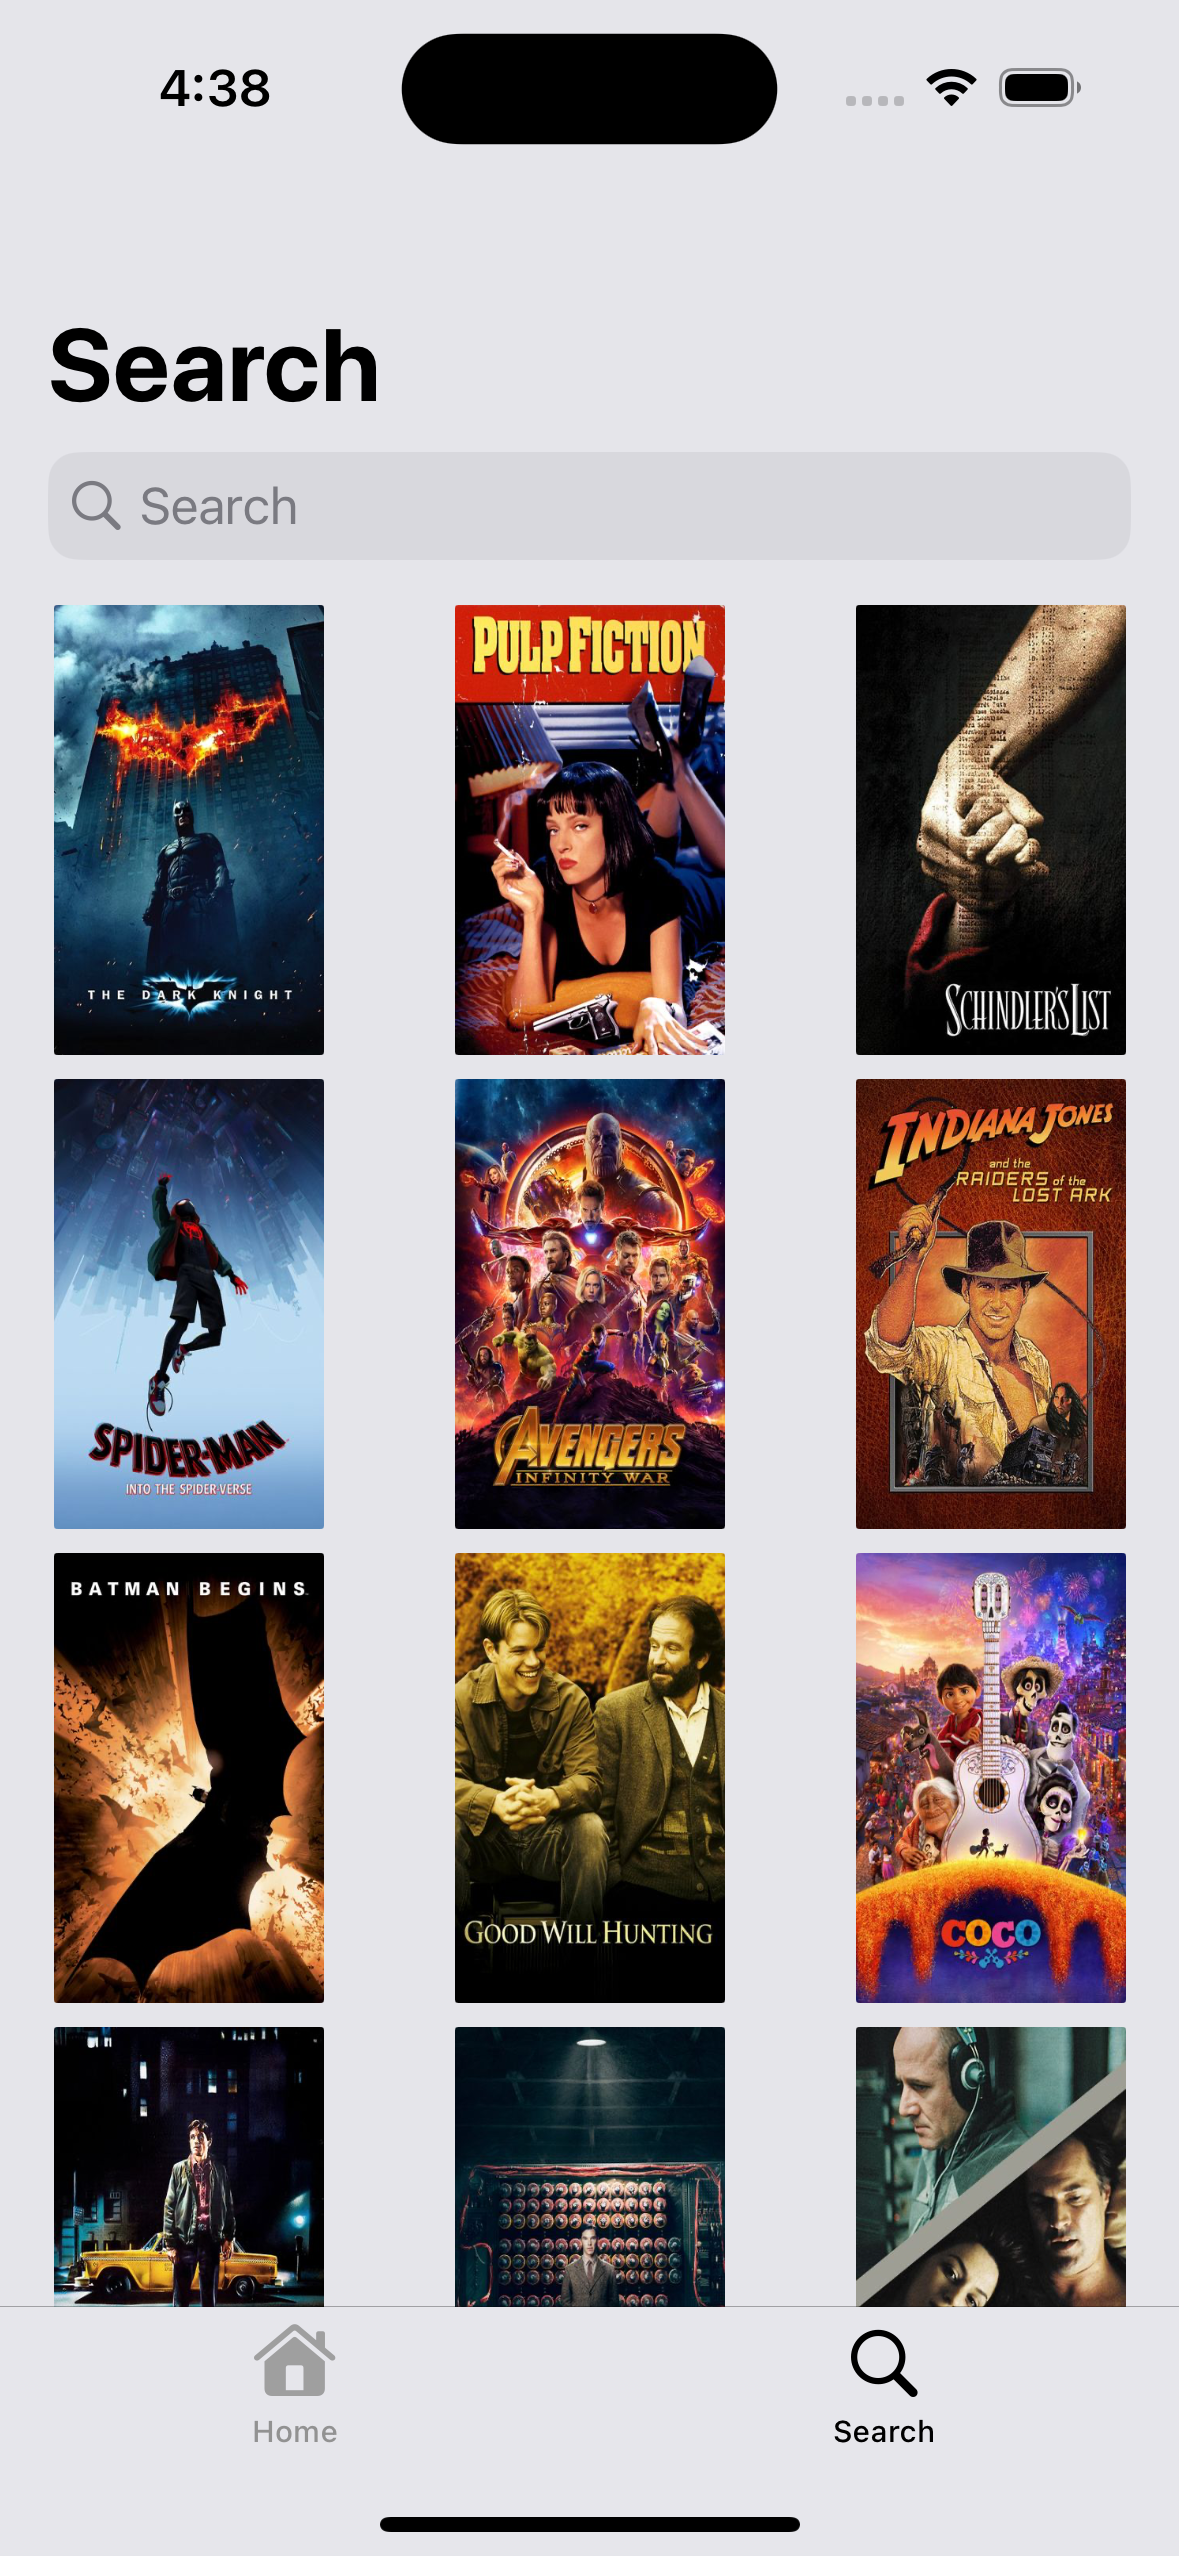 4:38
Search
Search
PULP FICTION
THE DARK KNIGHT
SCHINDLER'S LIST
INDIANA JONES
and the
RAIDERS of the
LOST ARK
SPIDER-MAN
INTO THE SPIDER-VERSE
AVENGERS
INFINITY WAR
BATMAN BEGINS
GOOD WILL HUNTING
COCO
Home
Search